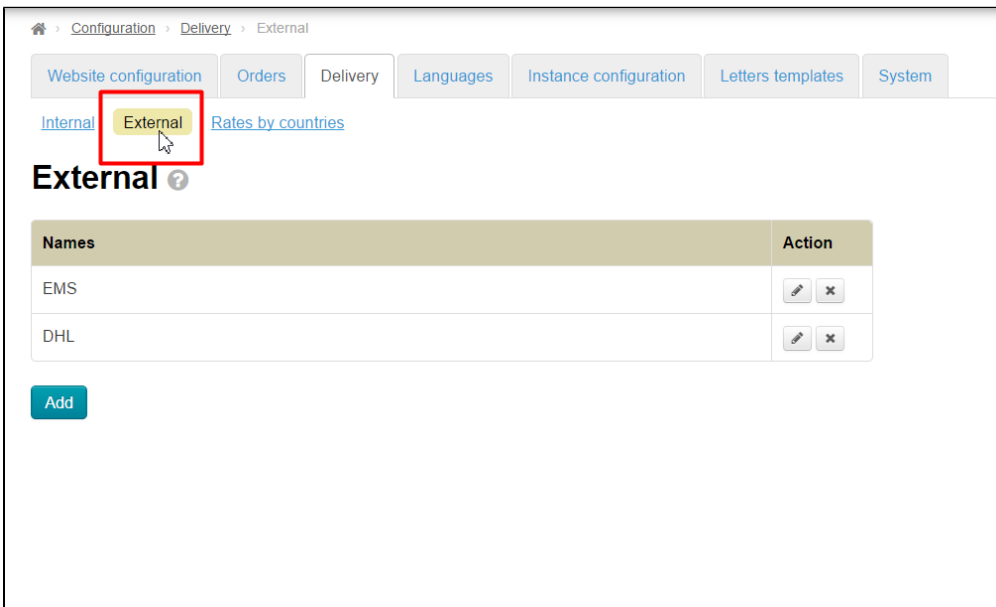 › Configuration › Delivery › External
Website configuration Orders Delivery Languages Instance configuration Letters templates System
Internal External Rates by countries
External ?
Names Action
EMS
DHL
Add